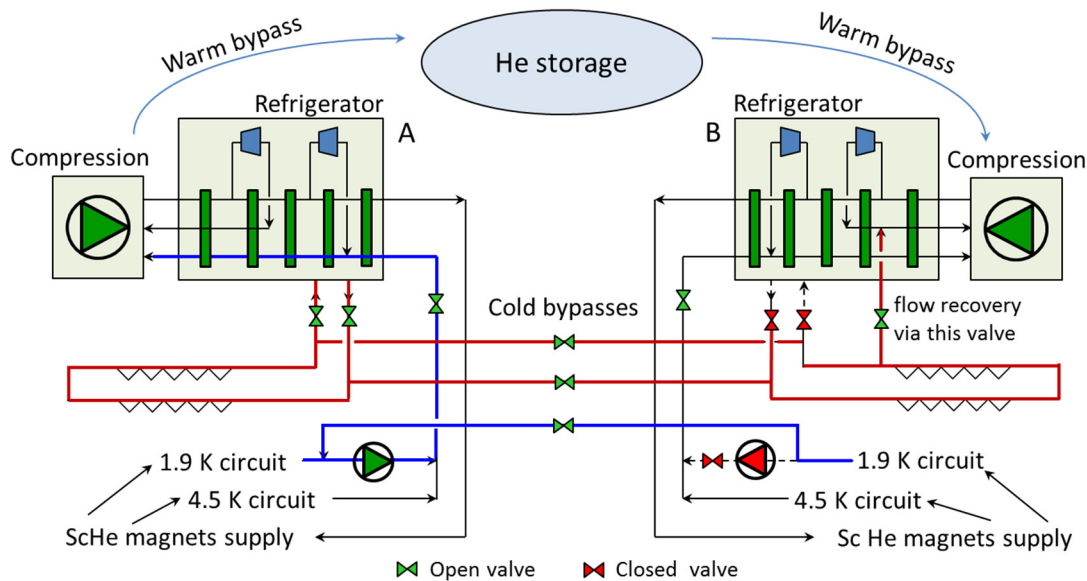 Warm bypass
He storage
Warm bypass
Refrigerator
A
Refrigerator
B
Compression
Compression
Cold bypasses
flow recovery
via this valve
1.9 K circuit
4.5 K circuit
ScHe magnets supply
1.9 K circuit
4.5 K circuit
Sc He magnets supply
Open valve
Closed valve